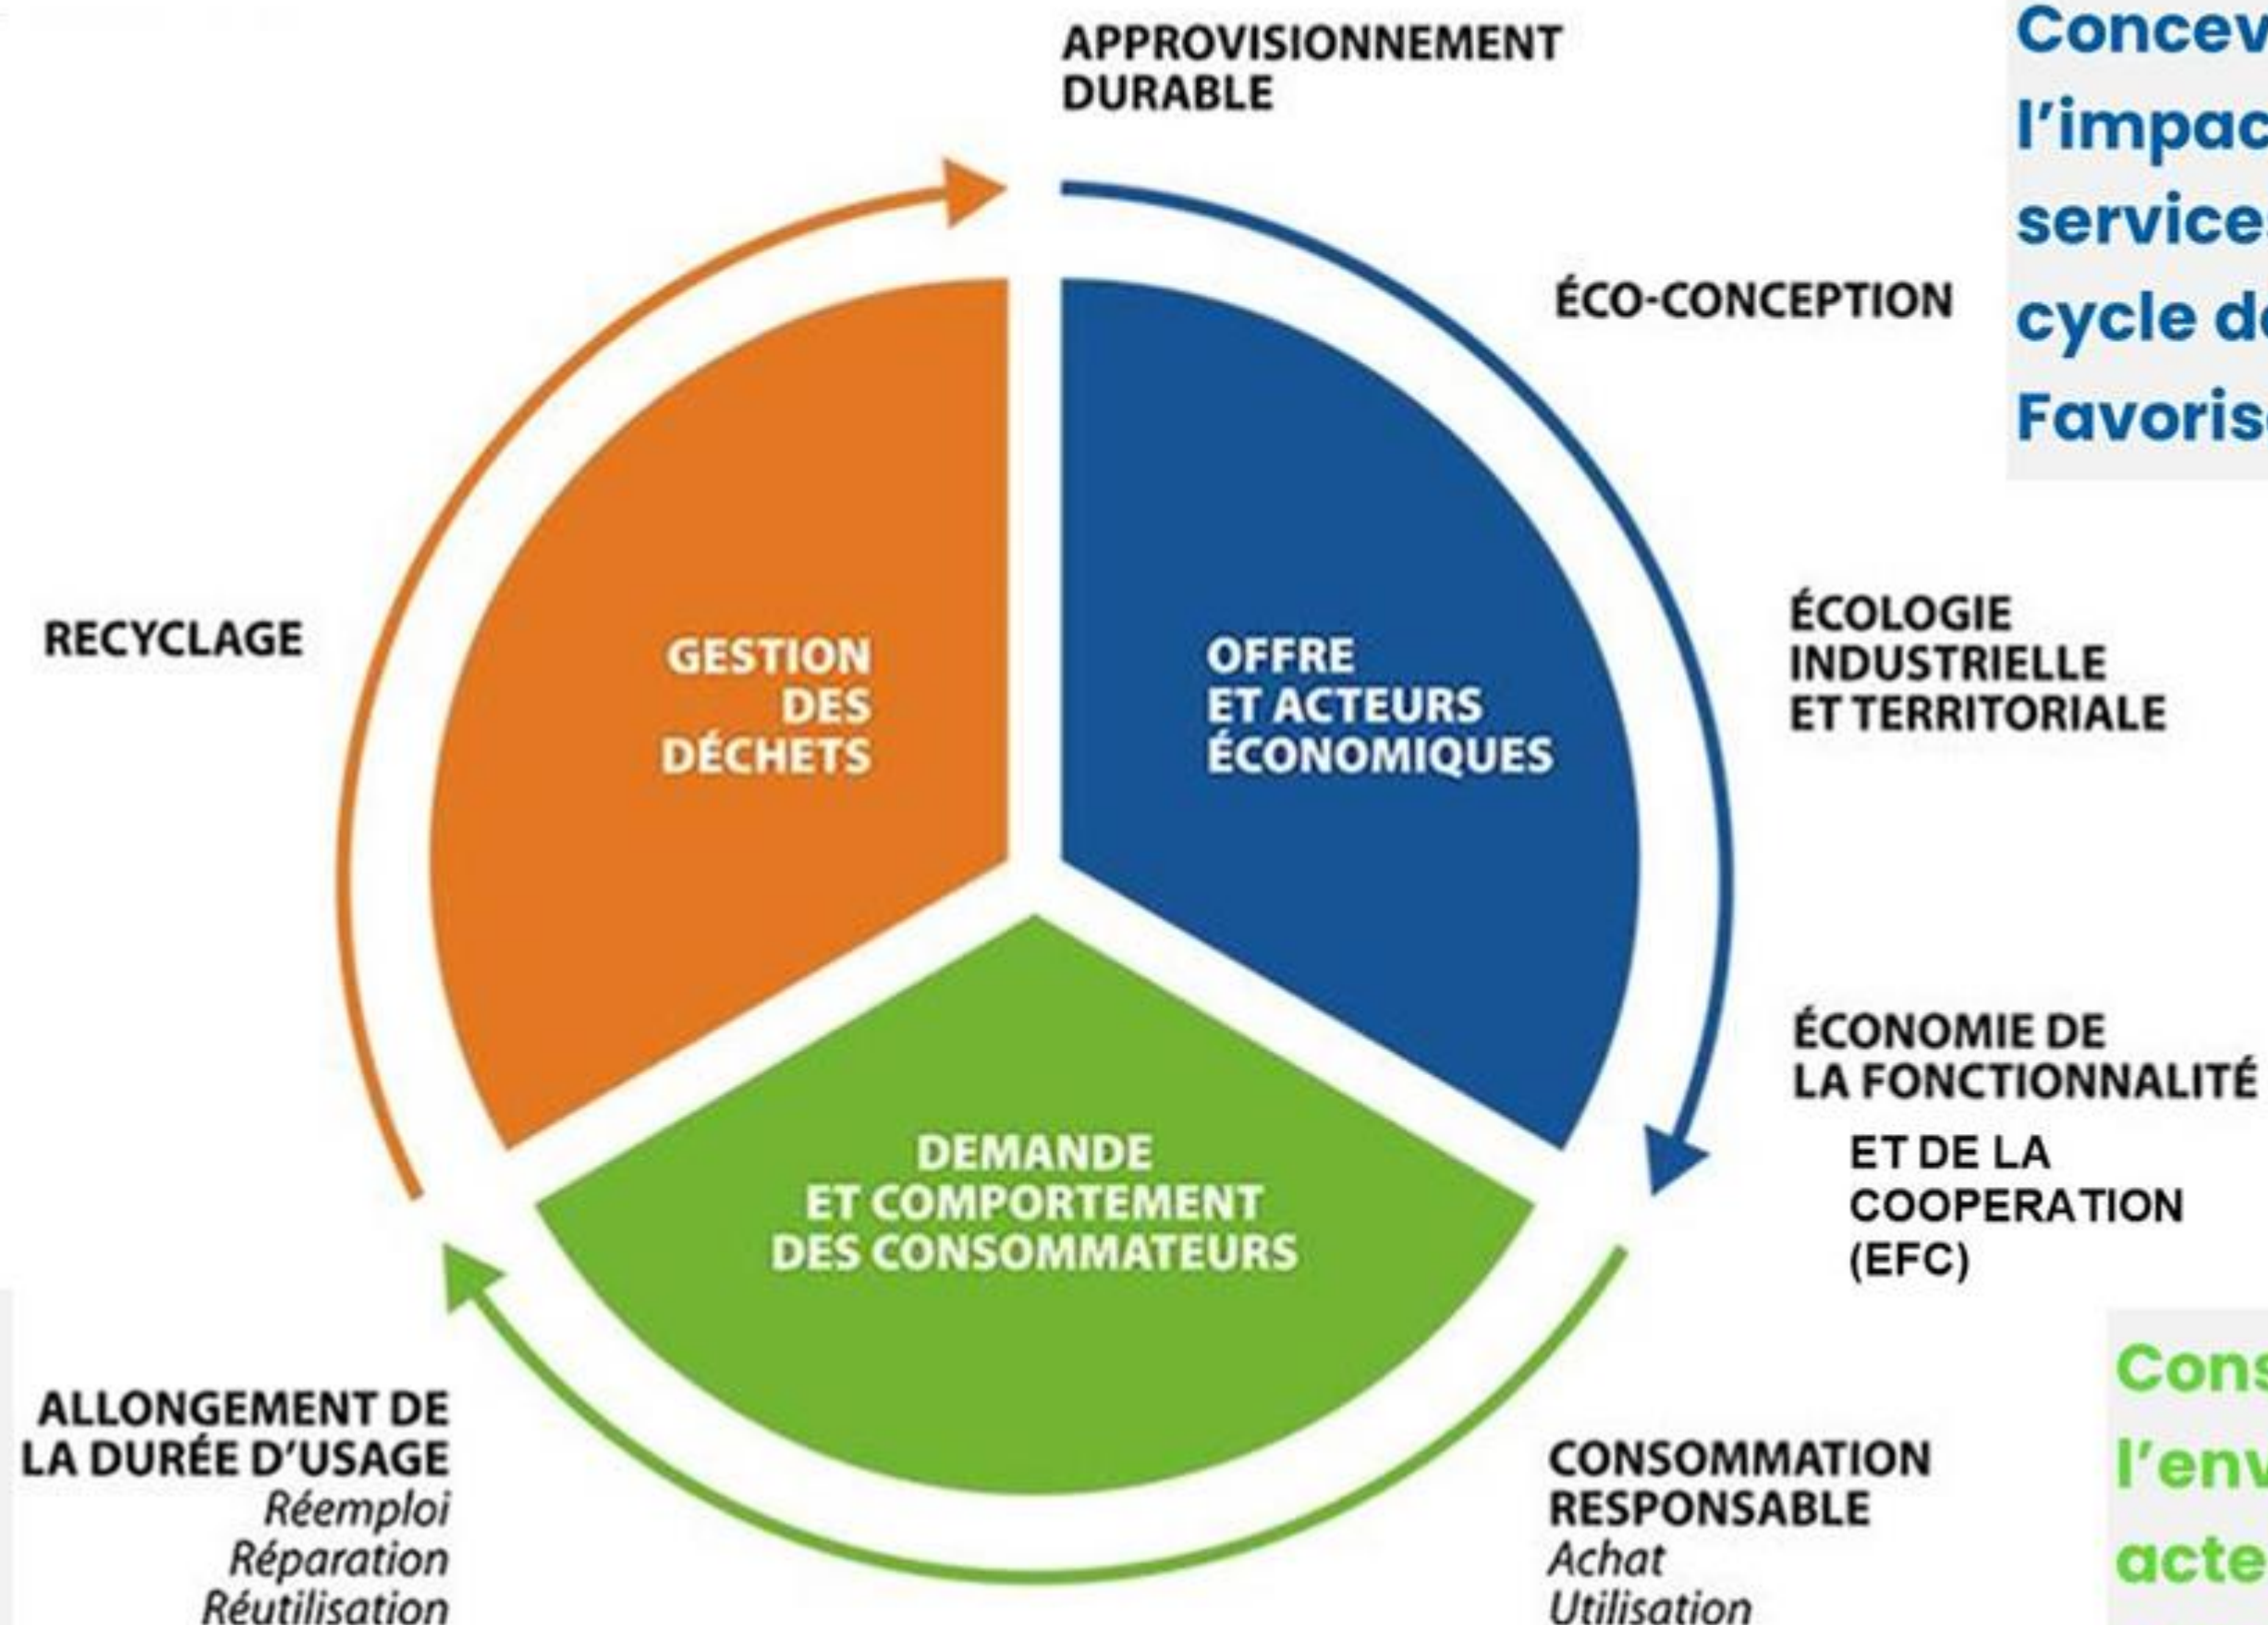 APPROVISIONNEMENT
DURABLE
ÉCO-CONCEPTION
ÉCOLOGIE
INDUSTRIELLE
ET TERRITORIALE
ÉCONOMIE DE
LA FONCTIONNALITÉ
ET DE LA
COOPERATION
(EFC)
CONSOMMATION
RESPONSABLE
Achat
Utilisation
ALLONGEMENT DE
LA DURÉE D'USAGE
Réemploi
Réparation
Réutilisation
RECYCLAGE
GESTION
DES
DÉCHETS
OFFRE
ET ACTEURS
ÉCONOMIQUES
DEMANDE
ET COMPORTEMENT
DES CONSOMMATEURS
Concev
l'impac
service
cycle d
Favoris
Cons
l'env
acte